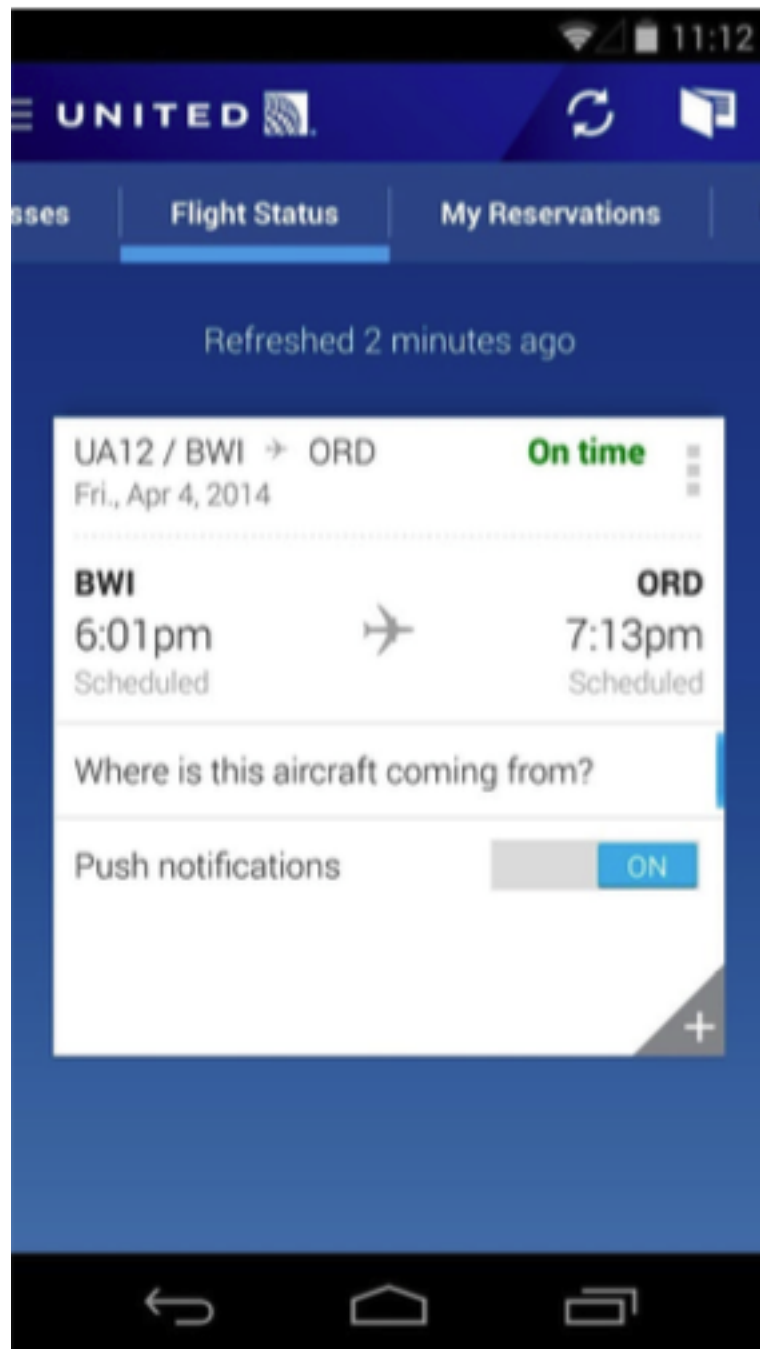 11:12
UNITED
sses Flight Status My Reservations
Refreshed 2 minutes ago
UA12 / BWI ORD On time
Fri., Apr 4, 2014
BWI ORD
6:01pm 7:13pm
Scheduled Scheduled
Where is this aircraft coming from?
Push notifications ON
+